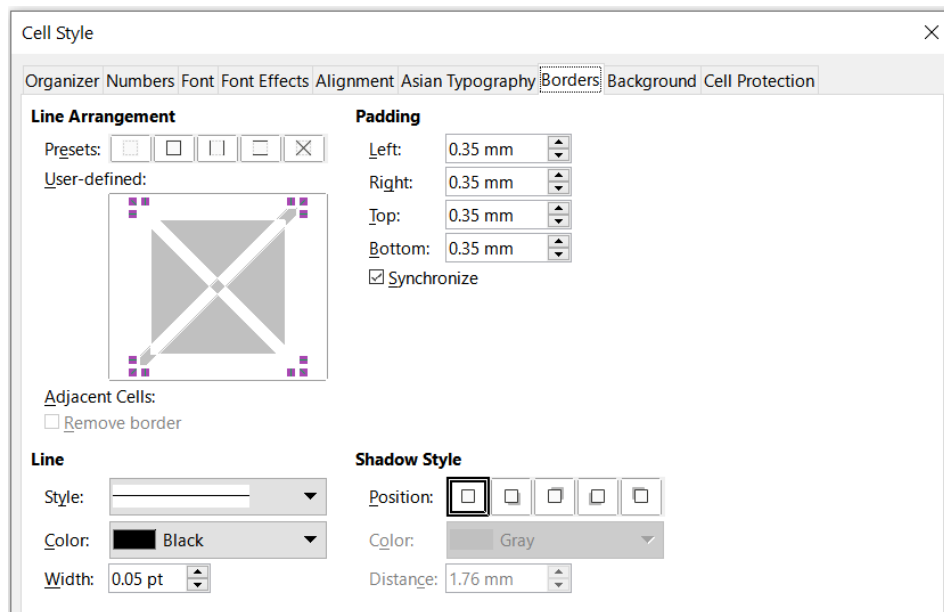 Cell Style
Organizer Numbers Font Font Effects Alignment Asian Typography Borders Background Cell Protection
Line Arrangement
Presets:
User-defined:
Adjacent Cells:
Remove border
Padding
Left: 0.35 mm
Right: 0.35 mm
Top: 0.35 mm
Bottom: 0.35 mm
Synchronize
Line
Style:
Color: Black
Width: 0.05 pt
Shadow Style
Position:
Color: Gray
Distance: 1.76 mm